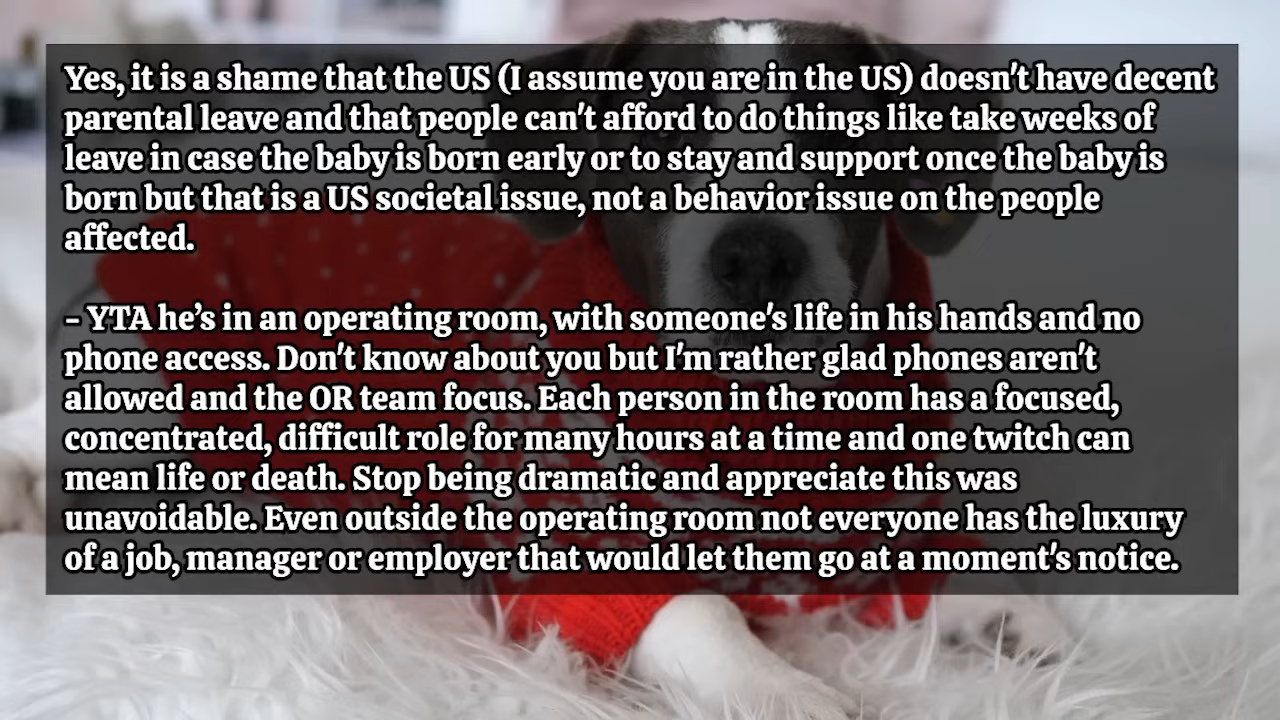 Yes, it is a shame that the US (I assume you are in the US) doesn't have decent
parental leave and that people can't afford to do things like take weeks of
leave in case the baby is born early or to stay and support once the baby is
born but that is a US societal issue, not a behavior issue on the people
affected.
- YTA he’s in an operating room, with someone's life in his hands and no
phone access. Don't know about you but I'm rather glad phones aren't
allowed and the OR team focus. Each person in the room has a focused,
concentrated, difficult role for many hours at a time and one twitch can
mean life or death. Stop being dramatic and appreciate this was
unavoidable. Even outside the operating room not everyone has the luxury
of a job, manager or employer that would let them go at a moment's notice.